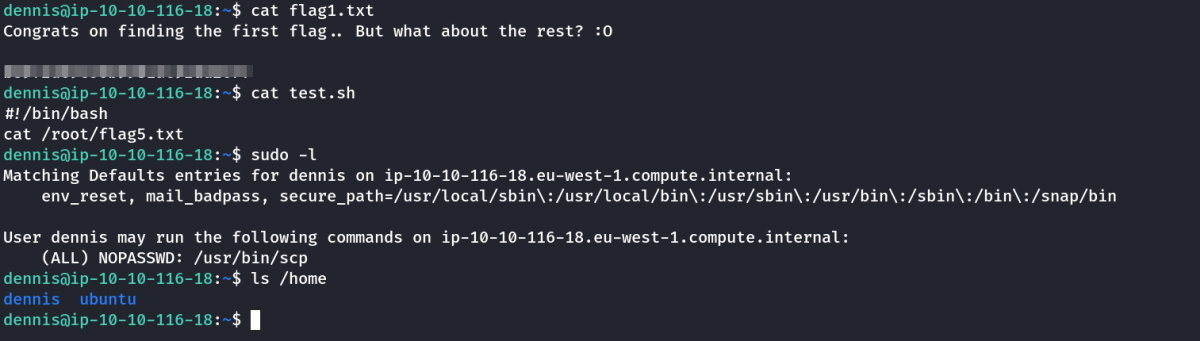 dennis@ip-10-10-116-18:~$ cat flag1.txt
Congrats on finding the first flag.. But what about the rest? :O
dennis@ip-10-10-116-18:~$ cat test.sh
#!/bin/bash
cat /root/flag5.txt
dennis@ip-10-10-116-18:~$ sudo -l
Matching Defaults entries for dennis on ip-10-10-116-18.eu-west-1.compute.internal:
    env_reset, mail_badpass, secure_path=/usr/local/sbin\:/usr/local/bin\:/usr/sbin\:/usr/bin\:/sbin\:/bin\:/snap/bin
User dennis may run the following commands on ip-10-10-116-18.eu-west-1.compute.internal:
    (ALL) NOPASSWD: /usr/bin/scp
dennis@ip-10-10-116-18:~$ ls /home
dennis  ubuntu
dennis@ip-10-10-116-18:~$